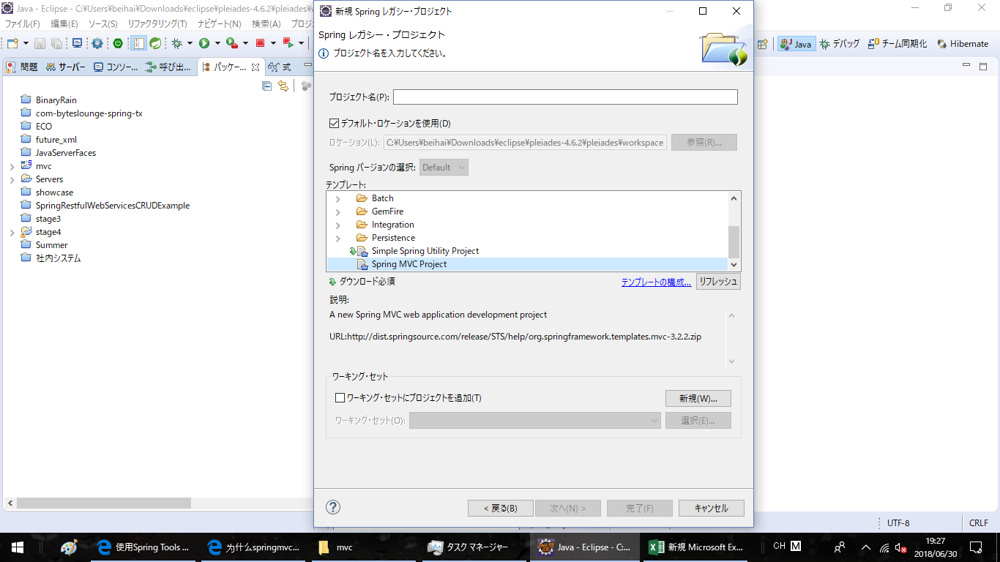 Java - Eclipse - C:¥Users¥beihai¥Downloads¥eclipse¥pleiades-4.6.2¥pleiades¥w
ファイル(F) 編集(E) ソース(S) リファクタリング(T) ナビゲート(N) 検索(A) プロジ
Java デバッグ チーム同期化 Hibernate
問題 サーバー コンソー... 呼び出... パッケー... 式
BinaryRain
com-byteslounge-spring-tx
ECO
future_xml
JavaServerFaces
mvc
Servers
showcase
SpringRestfulWebServicesCRUDExample
stage3
stage4
Summer
社内システム
新規 Spring レガシー・プロジェクト
Spring レガシー・プロジェクト
プロジェクト名を入力してください。
プロジェクト名(P):
デフォルト・ロケーションを使用(D)
ロケーション(L): C:¥Users¥beihai¥Downloads¥eclipse¥pleiades-4.6.2¥pleiades¥workspace 参照(R)...
Spring バージョンの選択: Default
テンプレート:
Batch
GemFire
Integration
Persistence
Simple Spring Utility Project
Spring MVC Project
ダウンロード必須 テンプレートの構成... リフレッシュ
説明:
A new Spring MVC web application development project
URL:http://dist.springsource.com/release/STS/help/org.springframework.templates.mvc-3.2.2.zip
ワーキング・セット
ワーキング・セットにプロジェクトを追加(T) 新規(W)...
ワーキング・セット(O): 選択(E)...
< 戻る(B) 次へ(N) > 完了(F) キャンセル
UTF-8 CRLF
使用Spring Tools ... 为什么springmvc... mvc タスク マネージャー Java - Eclipse - C:... 新規 Microsoft Ex... CH M 19:27
2018/06/30